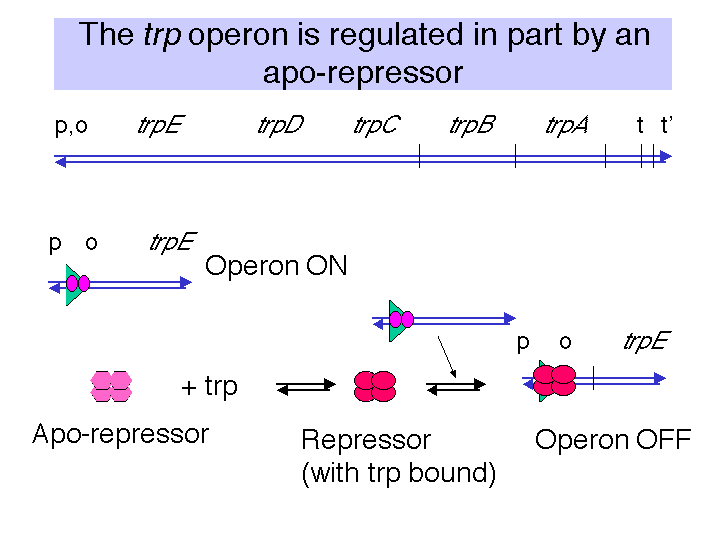 The trp operon is regulated in part by an
apo-repressor
p,o trpE trpD trpC trpB trpA t t’
p o trpE
Operon ON
p o trpE
+ trp
Apo-repressor
Repressor
(with trp bound)
Operon OFF